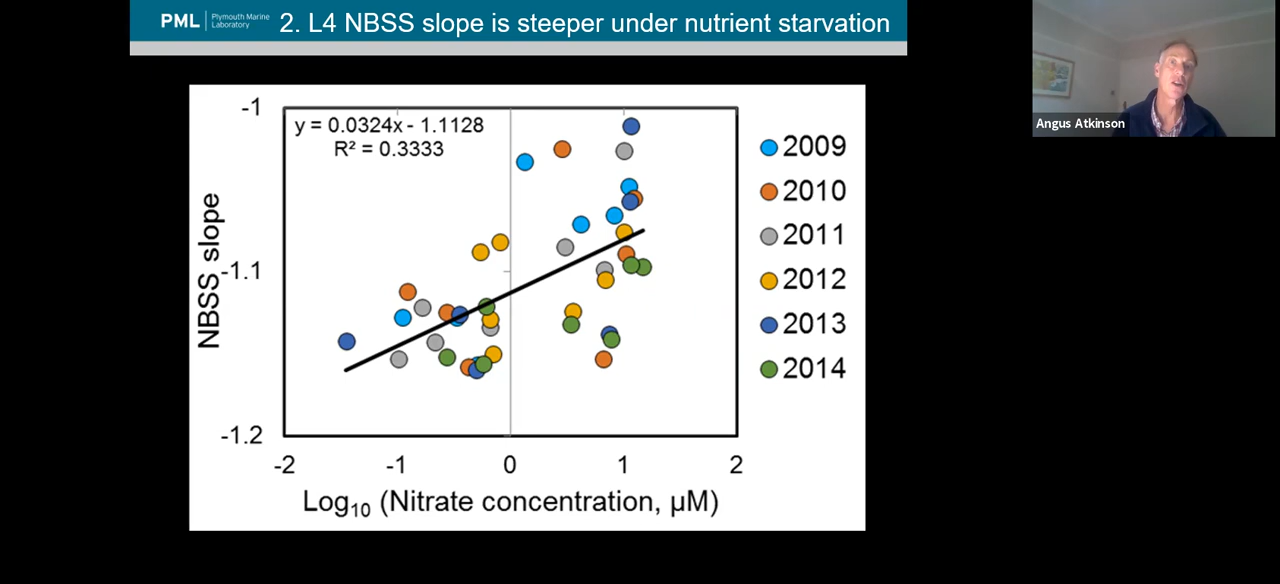 PML
Plymouth Marine
Laboratory
2. L4 NBSS slope is steeper under nutrient starvation
Angus Atkinson
y = 0.0324x - 1.1128
R² = 0.3333
NBSS slope
-1
-1.1
-1.2
-2 -1 0 1 2
Log₁₀ (Nitrate concentration, µM)
2009
2010
2011
2012
2013
2014